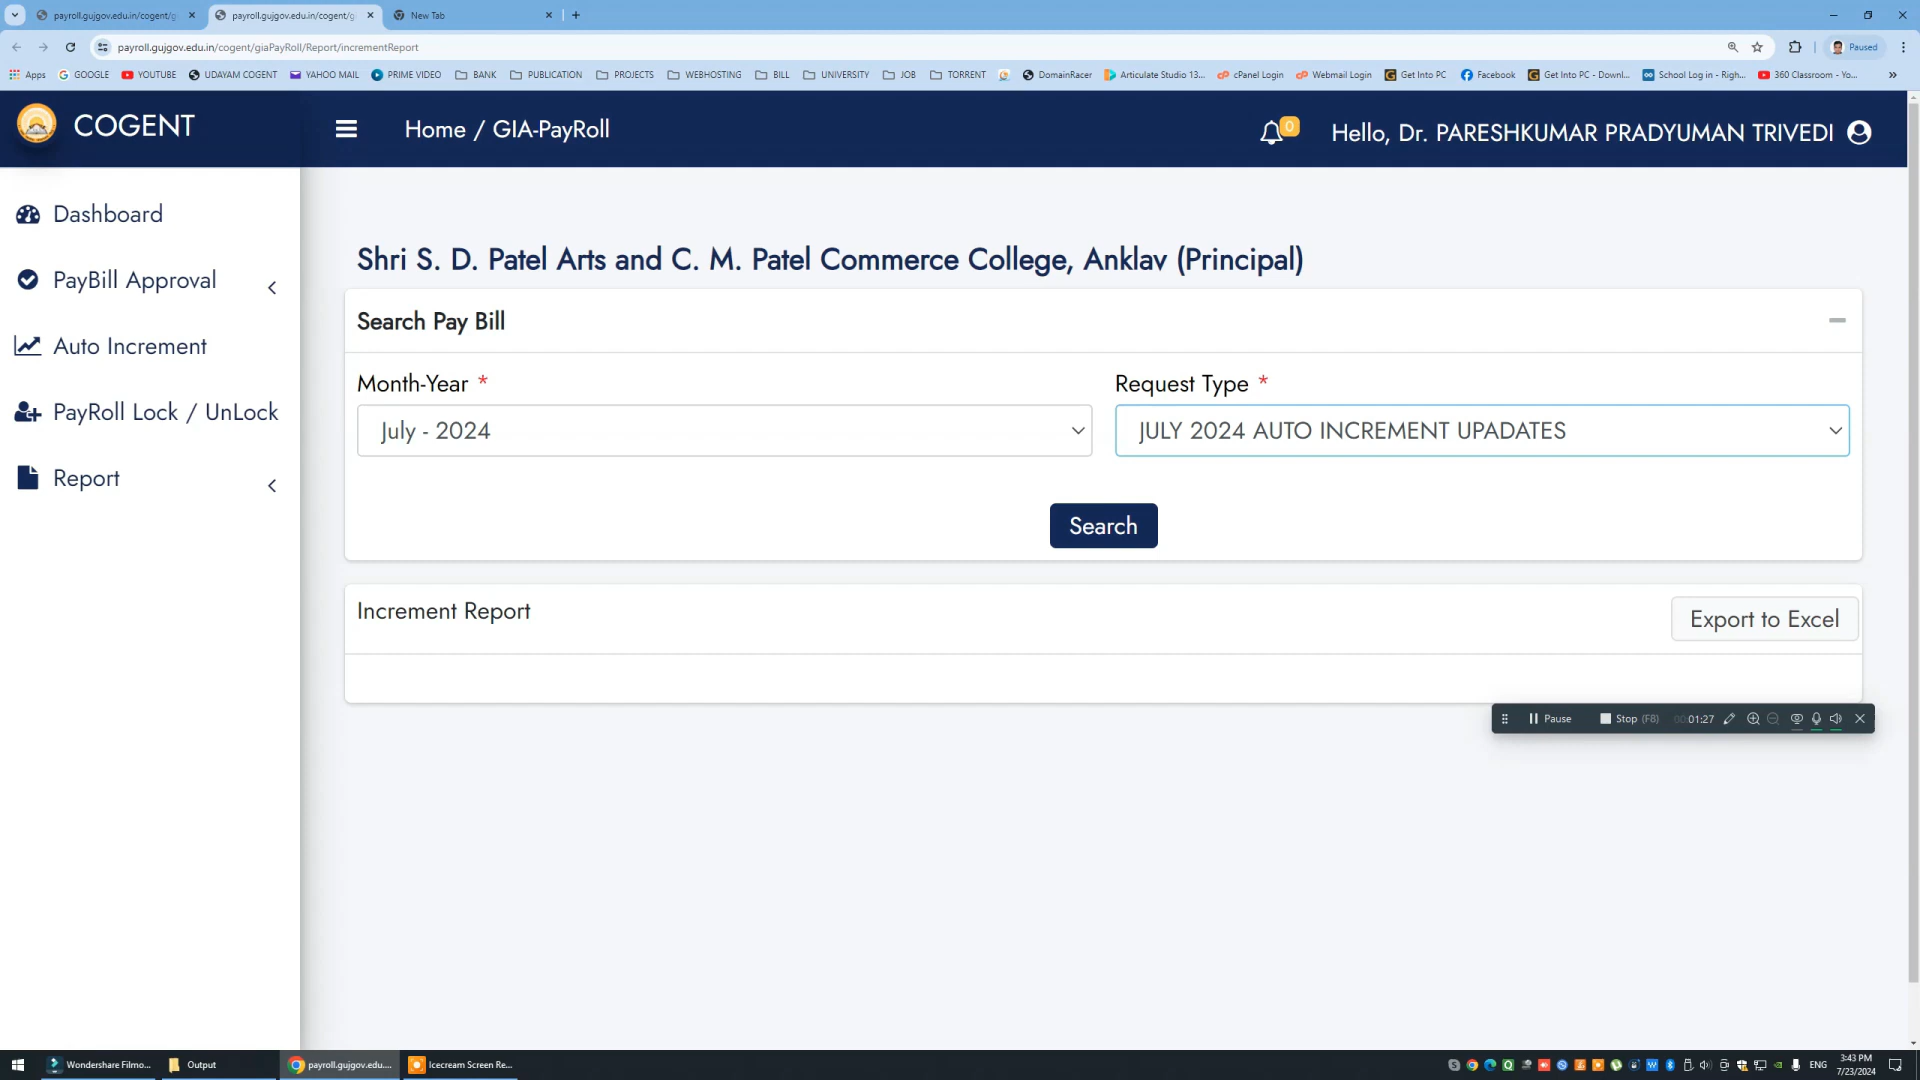 payroll.gujgov.edu.in/cogent/g
payroll.gujgov.edu.in/cogent/g
New Tab
payroll.gujgov.edu.in/cogent/giaPayRoll/Report/incrementReport
Paused
Apps GOOGLE YOUTUBE UDAYAM COGENT YAHOO MAIL PRIME VIDEO BANK PUBLICATION PROJECTS WEBHOSTING BILL UNIVERSITY JOB TORRENT DomainRacer Articulate Studio 13... cPanel Login Webmail Login Get Into PC Facebook Get Into PC - Downl... School Log in - Righ... 360 Classroom - Yo...
COGENT
Home / GIA-PayRoll
0
Hello, Dr. PARESHKUMAR PRADYUMAN TRIVEDI
Dashboard
PayBill Approval
Auto Increment
PayRoll Lock / UnLock
Report
Shri S. D. Patel Arts and C. M. Patel Commerce College, Anklav (Principal)
Search Pay Bill
Month-Year *
Request Type *
July - 2024
JULY 2024 AUTO INCREMENT UPADATES
Search
Increment Report
Export to Excel
Pause Stop (F8) 00:01:27
Wondershare Filmo... Output payroll.gujgov.edu.... Icecream Screen Re...
ENG
3:43 PM
7/23/2024